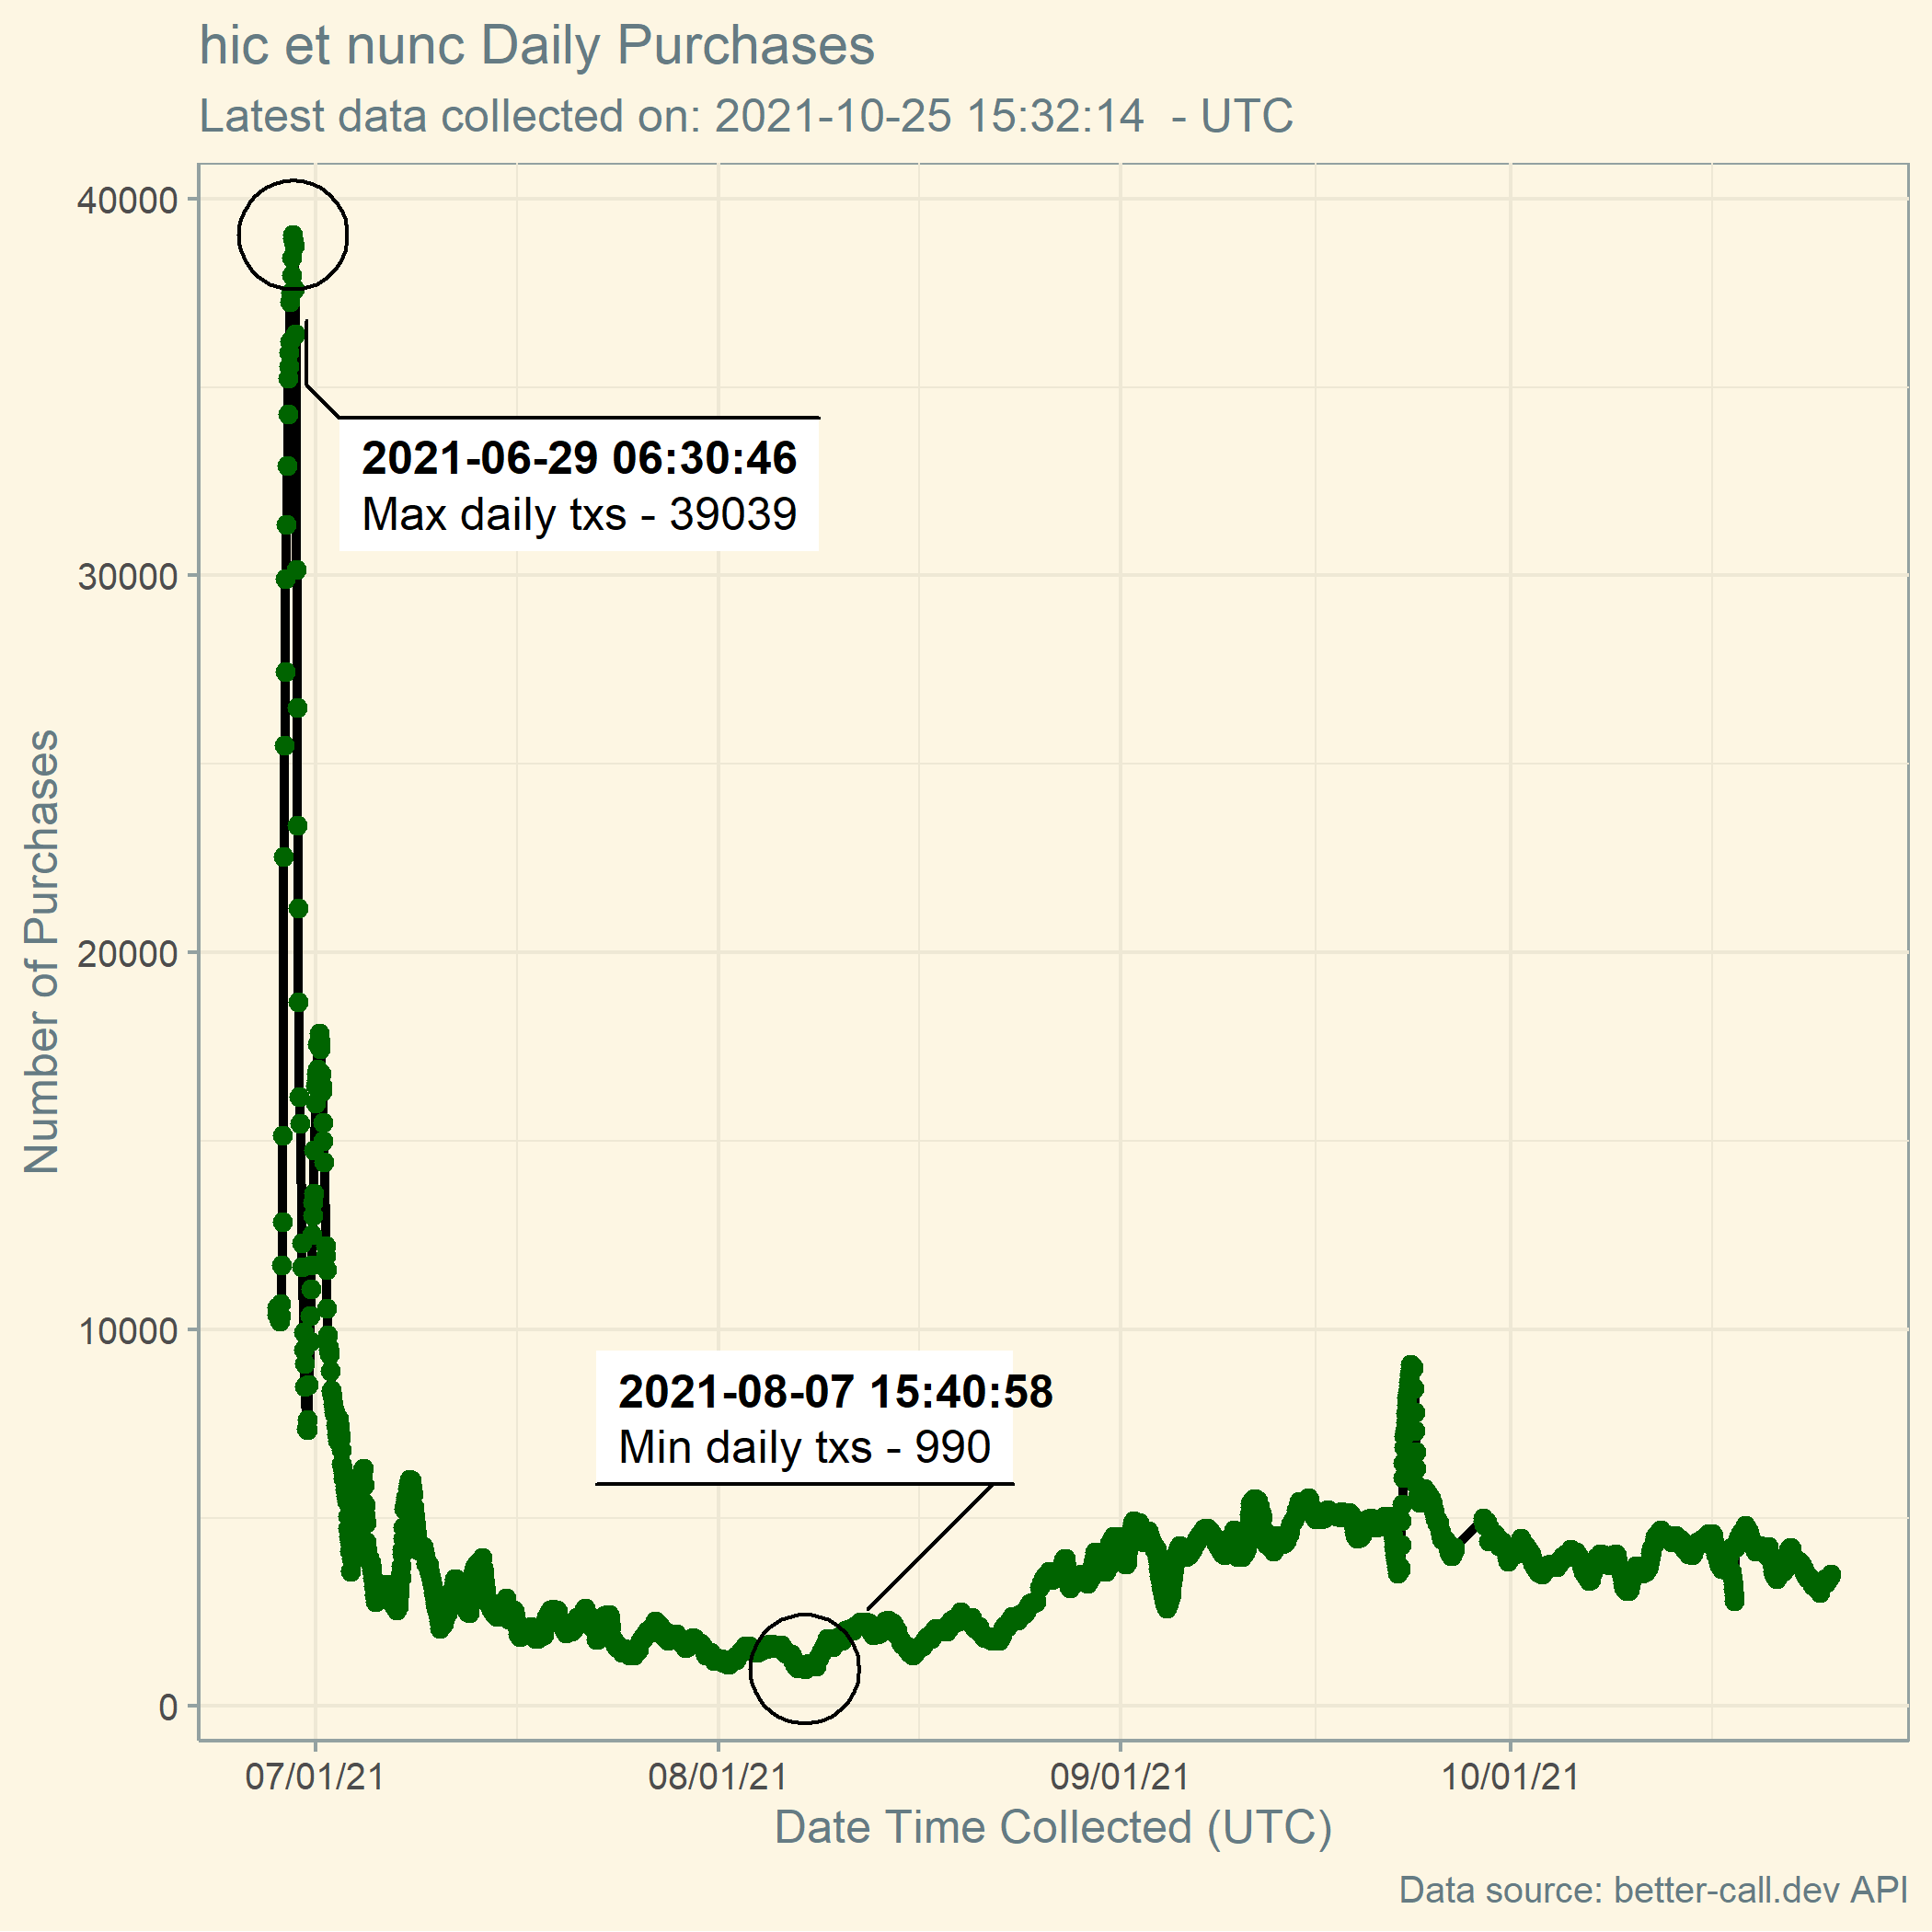 hic et nunc Daily Purchases
Latest data collected on: 2021-10-25 15:32:14  - UTC
40000
30000
20000
10000
0
Number of Purchases
2021-06-29 06:30:46
Max daily txs - 39039
2021-08-07 15:40:58
Min daily txs - 990
07/01/21
08/01/21
09/01/21
10/01/21
Date Time Collected (UTC)
Data source: better-call.dev API